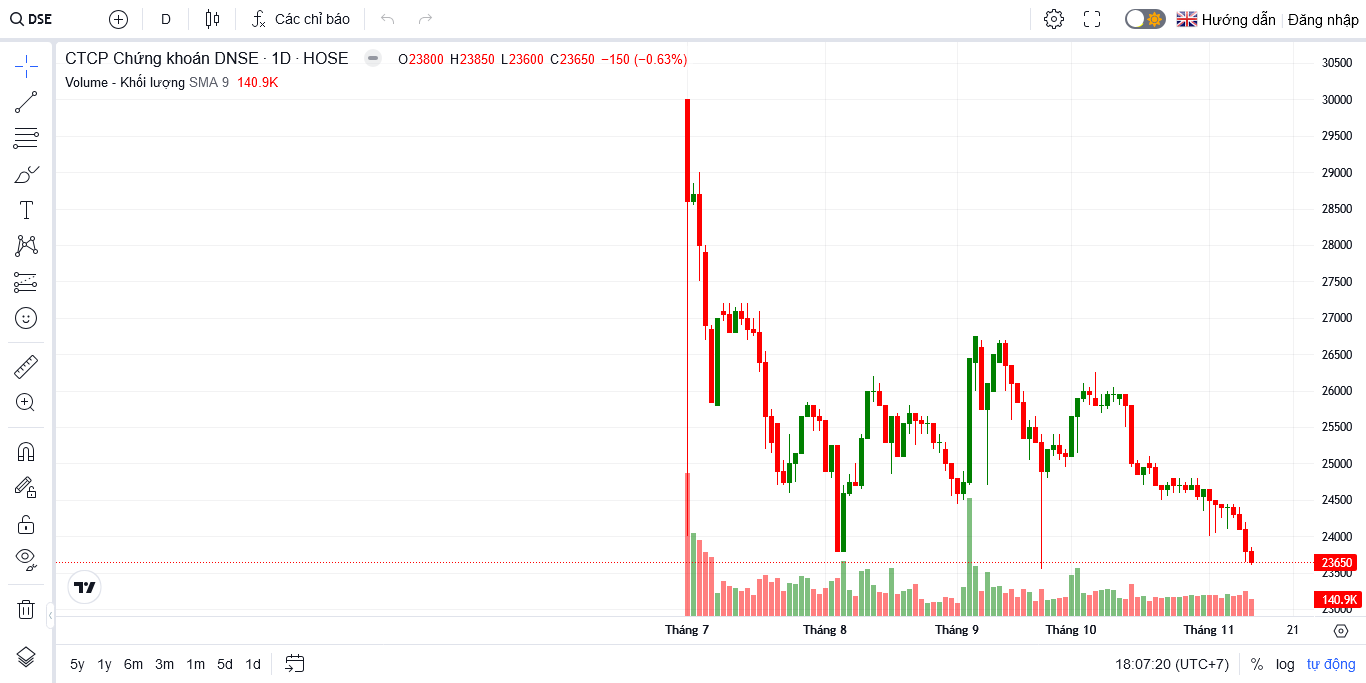 DSE D Các chỉ báo Hướng dẫn Đăng nhập
CTCP Chứng khoán DNSE · 1D · HOSE O23800 H23850 L23600 C23650 −150 (−0.63%)
Volume - Khối lượng SMA 9 140.9K
30500
30000
29500
29000
28500
28000
27500
27000
26500
26000
25500
25000
24500
24000
23650
23500
140.9K
23000
Tháng 7 Tháng 8 Tháng 9 Tháng 10 Tháng 11 21
5y 1y 6m 3m 1m 5d 1d 18:07:20 (UTC+7) % log tự động